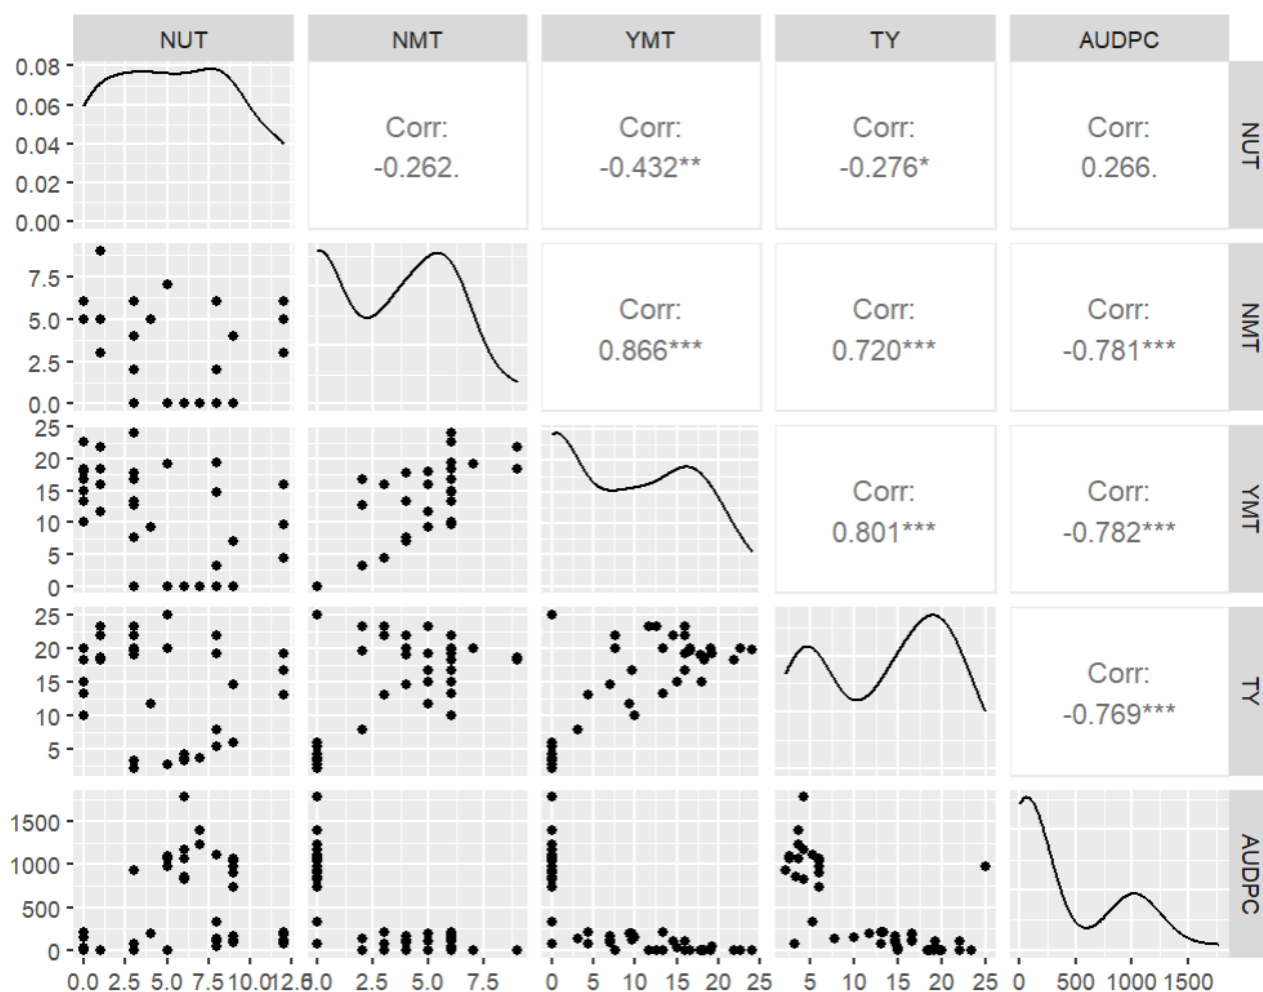 NUT NMT YMT TY AUDPC
0.08
0.06
0.04
0.02
0.00
Corr:
-0.262.
Corr:
-0.432**
Corr:
-0.276*
Corr:
0.266.
NUT
7.5
5.0
2.5
0.0
Corr:
0.866***
Corr:
0.720***
Corr:
-0.781***
NMT
25
20
15
10
5
0
Corr:
0.801***
Corr:
-0.782***
YMT
25
20
15
10
5
Corr:
-0.769***
TY
1500
1000
500
0
AUDPC
0.0 2.5 5.0 7.5 10.0 12.5 0.0 2.5 5.0 7.5 0 5 10 15 20 25 5 10 15 20 25 0 500 1000 1500